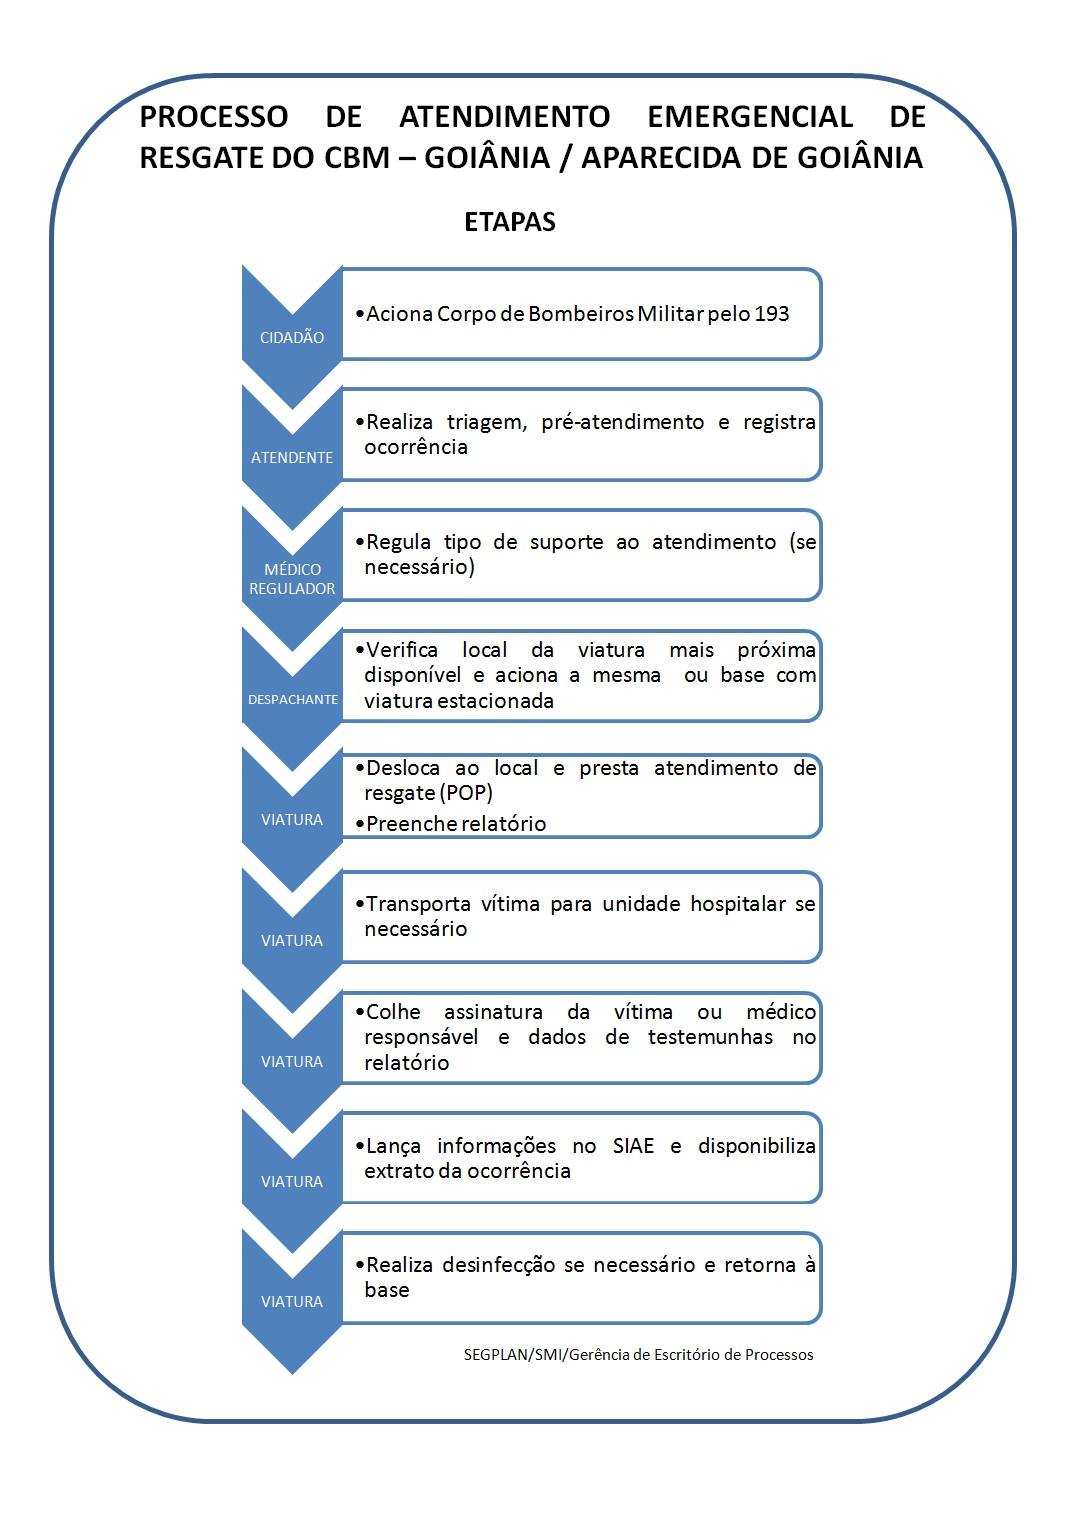 PROCESSO DE ATENDIMENTO EMERGENCIAL DE
RESGATE DO CBM – GOIÂNIA / APARECIDA DE GOIÂNIA
ETAPAS
CIDADÃO
•Aciona Corpo de Bombeiros Militar pelo 193
ATENDENTE
•Realiza triagem, pré-atendimento e registra
ocorrência
MÉDICO
REGULADOR
•Regula tipo de suporte ao atendimento (se
necessário)
DESPACHANTE
•Verifica local da viatura mais próxima
disponível e aciona a mesma ou base com
viatura estacionada
VIATURA
•Desloca ao local e presta atendimento de
resgate (POP)
•Preenche relatório
VIATURA
•Transporta vítima para unidade hospitalar se
necessário
VIATURA
•Colhe assinatura da vítima ou médico
responsável e dados de testemunhas no
relatório
VIATURA
•Lança informações no SIAE e disponibiliza
extrato da ocorrência
VIATURA
•Realiza desinfecção se necessário e retorna à
base
SEGPLAN/SMI/Gerência de Escritório de Processos